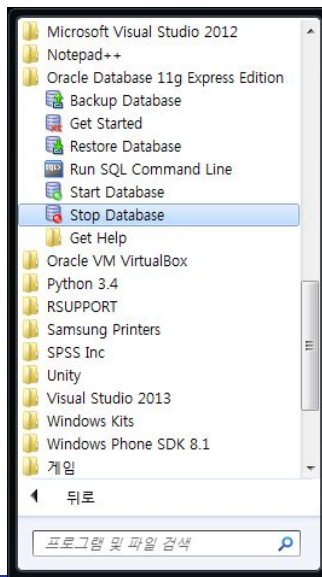 Microsoft Visual Studio 2012
Notepad++
Oracle Database 11g Express Edition
Backup Database
Get Started
Restore Database
Run SQL Command Line
Start Database
Stop Database
Get Help
Oracle VM VirtualBox
Python 3.4
RSUPPORT
Samsung Printers
SPSS Inc
Unity
Visual Studio 2013
Windows Kits
Windows Phone SDK 8.1
게임
뒤로
프로그램 및 파일 검색